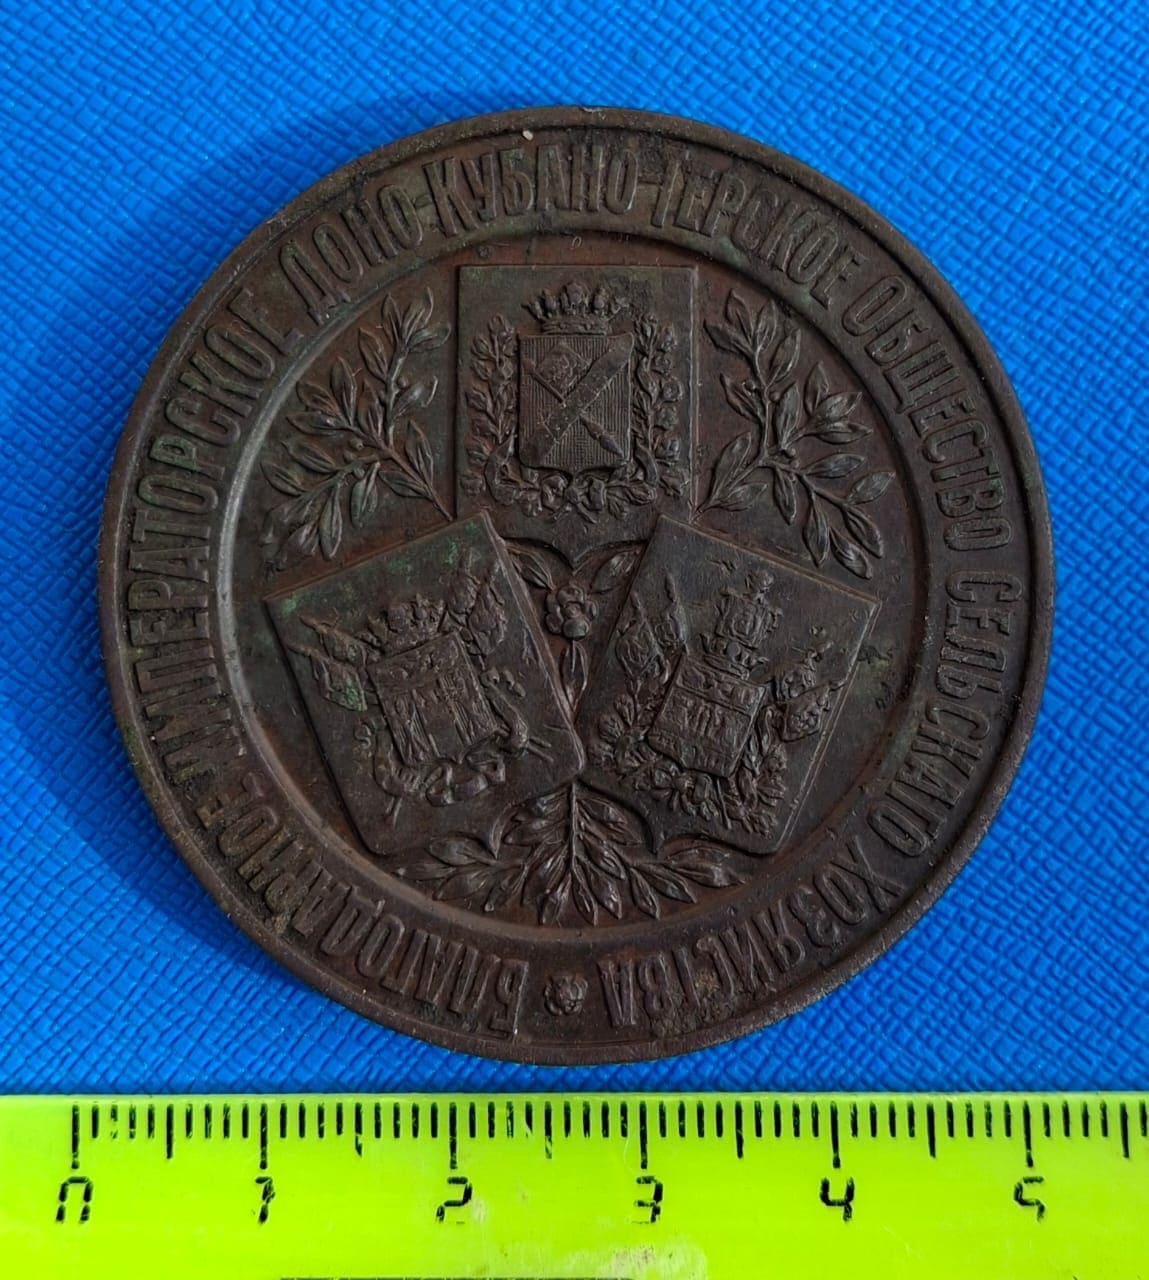 БЛАГОДАРНОЕ ИМПЕРАТОРСКОЕ ДОНО-КУБАНО-ТЕРСКОЕ ОБЩЕСТВО СЕЛЬСКАГО ХОЗЯЙСТВА
0 1 2 3 4 5